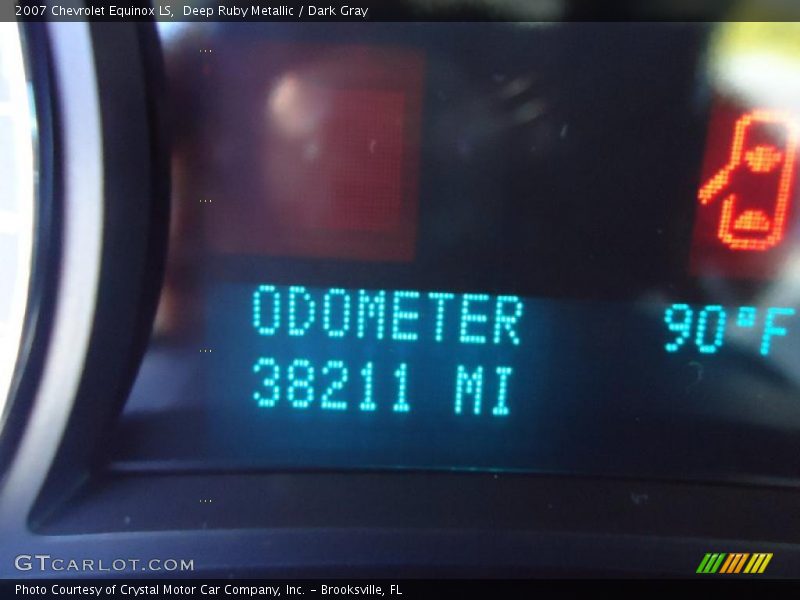 2007 Chevrolet Equinox LS,  Deep Ruby Metallic / Dark Gray
ODOMETER
90°F
38211 MI
GTCARLOT.COM
Photo Courtesy of Crystal Motor Car Company, Inc. – Brooksville, FL